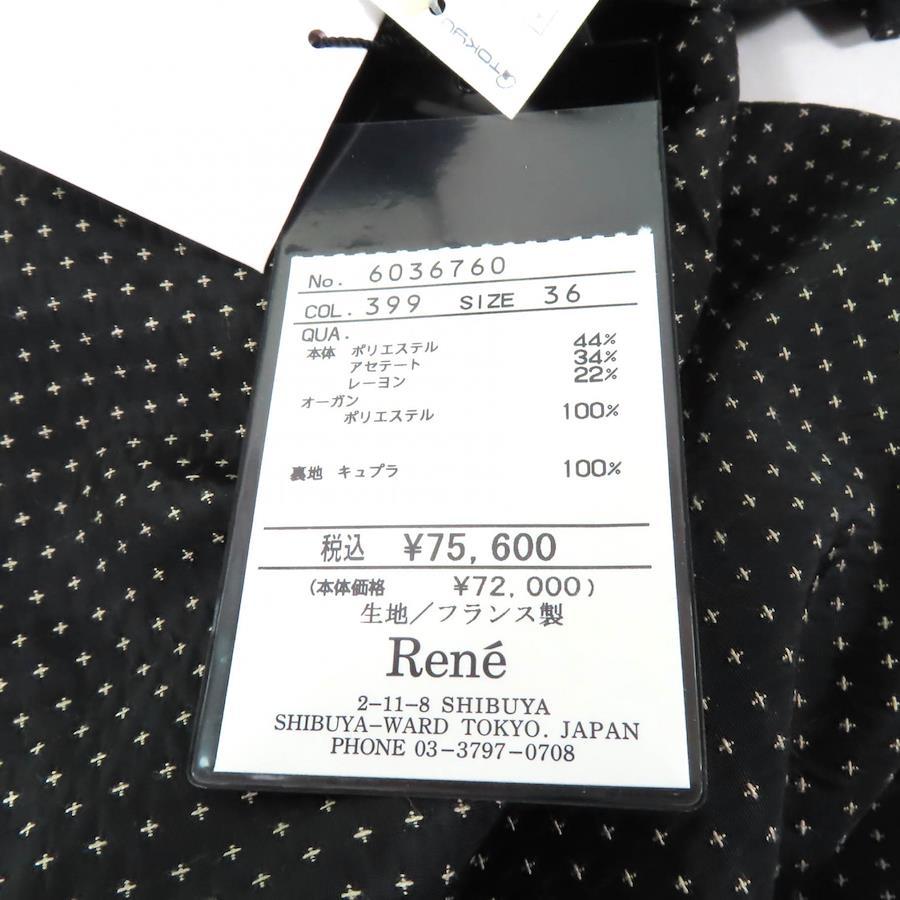 TOKYU
No. 6036760
COL. 399 SIZE 36
QUA.
本体 ポリエステル 44%
アセテート 34%
レーヨン 22%
オーガン
ポリエステル 100%
裏地 キュプラ 100%
税込 ¥75,600
(本体価格 ¥72,000)
生地/フランス製
René
2-11-8 SHIBUYA
SHIBUYA-WARD TOKYO. JAPAN
PHONE 03-3797-0708